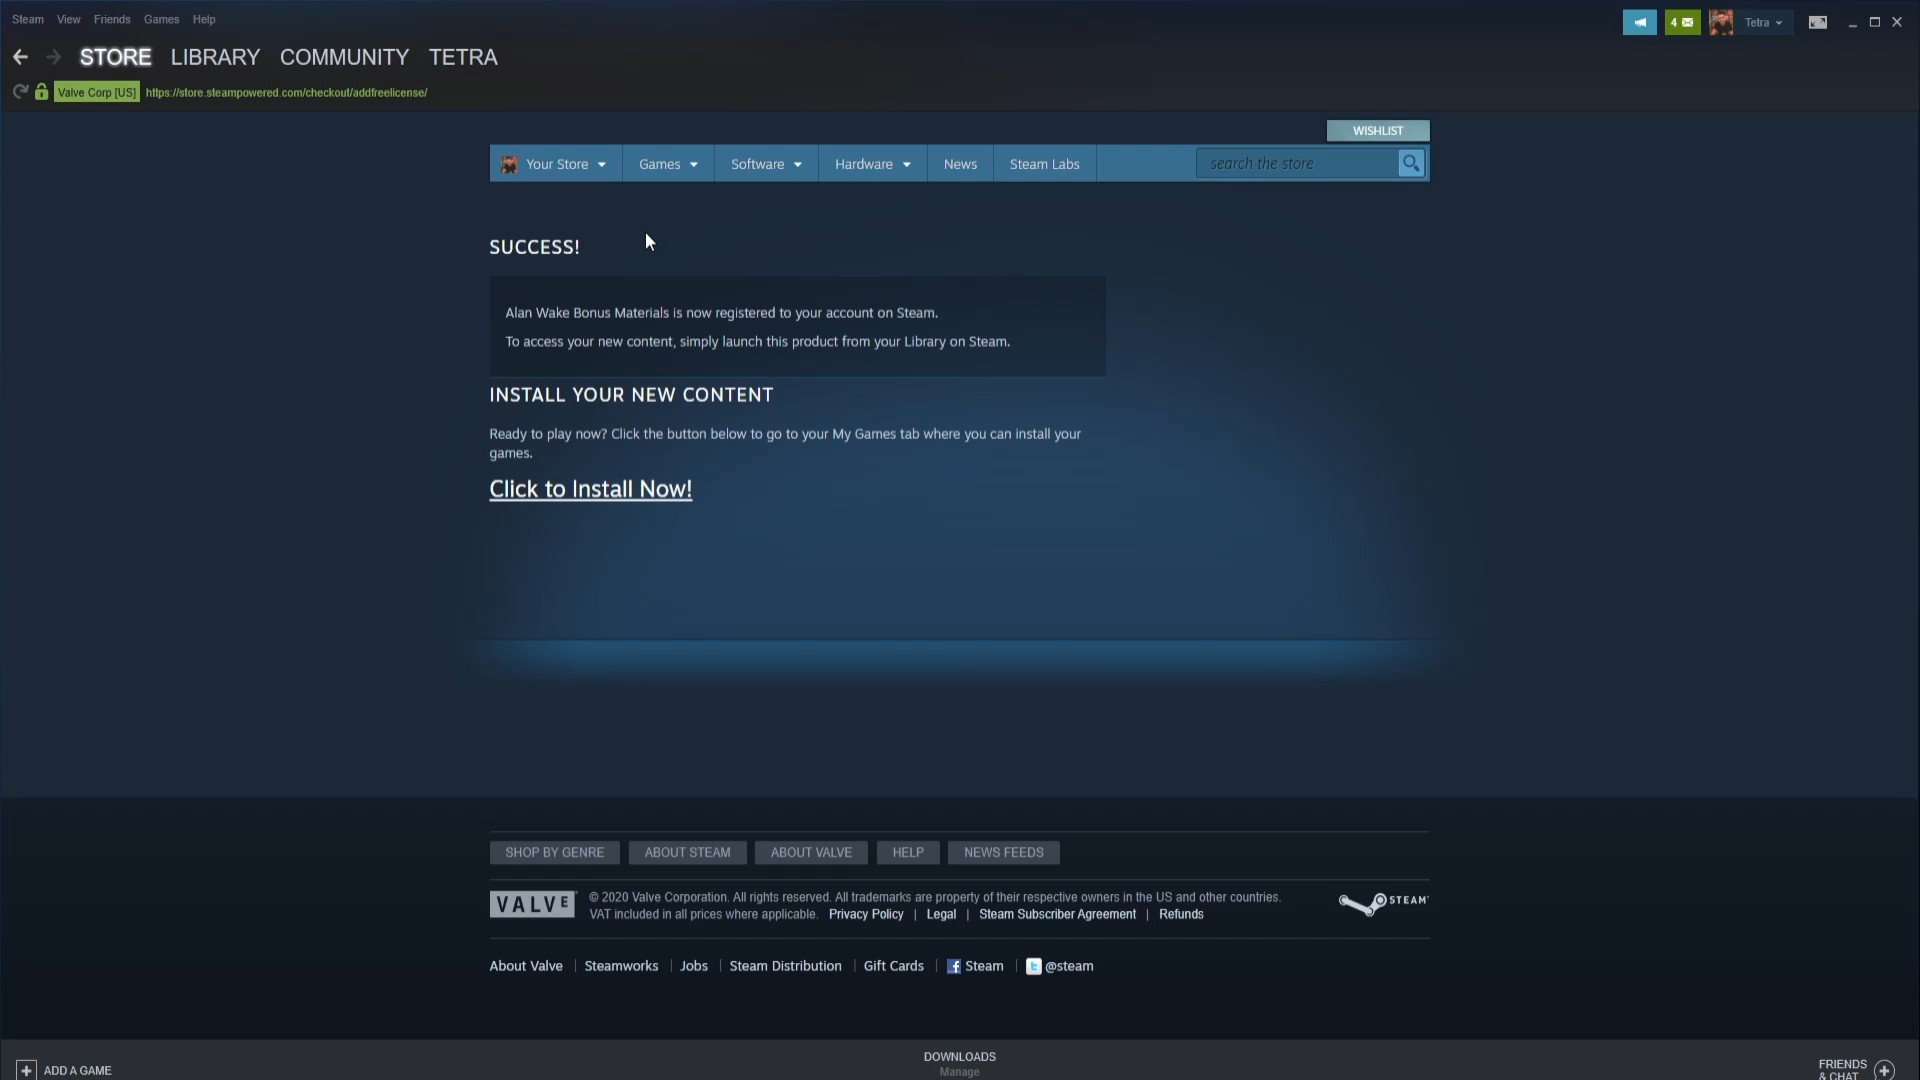 Steam View Friends Games Help
4 Tetra
STORE LIBRARY COMMUNITY TETRA
Valve Corp [US] https://store.steampowered.com/checkout/addfreelicense/
WISHLIST
Your Store Games Software Hardware News Steam Labs search the store
SUCCESS!
Alan Wake Bonus Materials is now registered to your account on Steam.
To access your new content, simply launch this product from your Library on Steam.
INSTALL YOUR NEW CONTENT
Ready to play now? Click the button below to go to your My Games tab where you can install your
games.
Click to Install Now!
SHOP BY GENRE ABOUT STEAM ABOUT VALVE HELP NEWS FEEDS
VALVE © 2020 Valve Corporation. All rights reserved. All trademarks are property of their respective owners in the US and other countries. STEAM
VAT included in all prices where applicable. Privacy Policy | Legal | Steam Subscriber Agreement | Refunds
About Valve | Steamworks | Jobs | Steam Distribution | Gift Cards | Steam | @steam
DOWNLOADS
ADD A GAME Manage FRIENDS
& CHAT